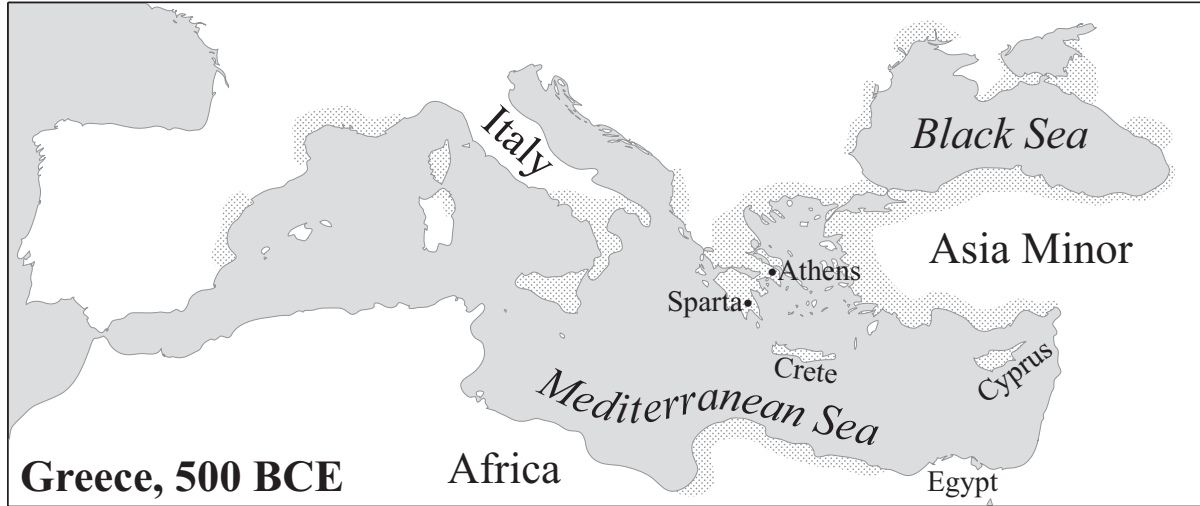 Italy
Black Sea
Asia Minor
Athens
Sparta
Crete
Cyprus
Mediterranean Sea
Africa
Egypt
Greece, 500 BCE